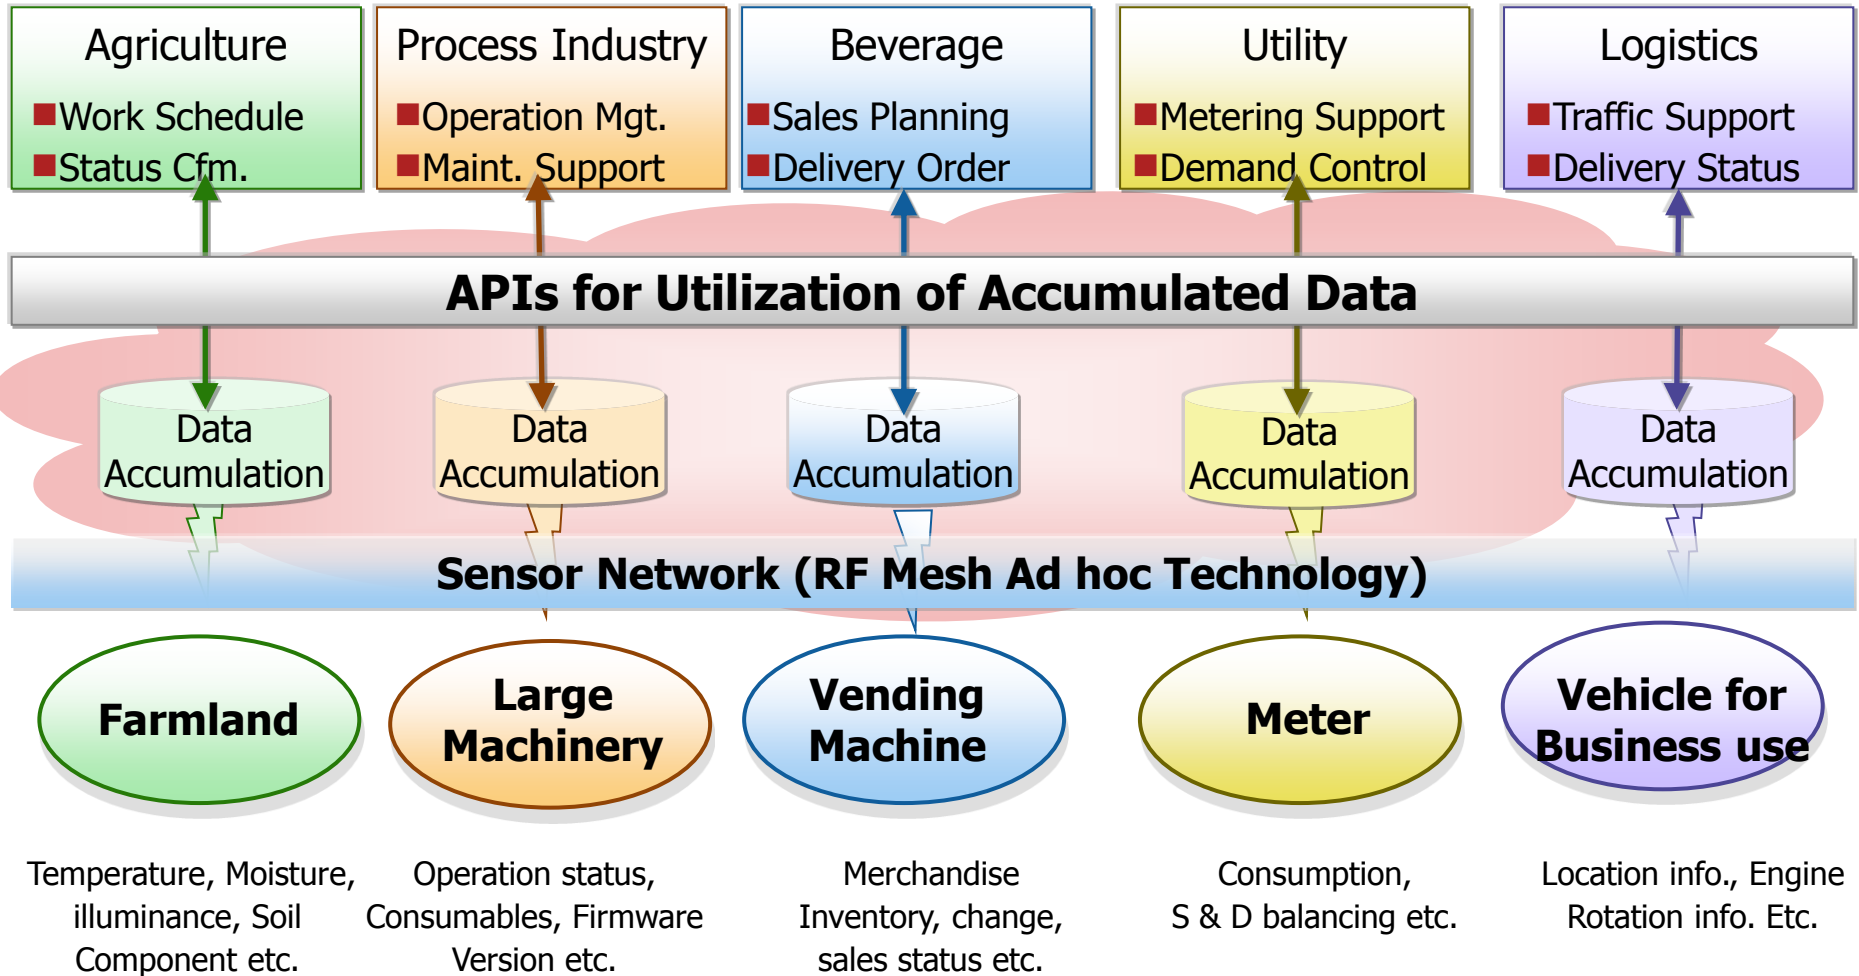 Agriculture
Work Schedule
Status Cfm.
Process Industry
Operation Mgt.
Maint. Support
Beverage
Sales Planning
Delivery Order
Utility
Metering Support
Demand Control
Logistics
Traffic Support
Delivery Status
APIs for Utilization of Accumulated Data
Data
Accumulation
Data
Accumulation
Data
Accumulation
Data
Accumulation
Data
Accumulation
Sensor Network (RF Mesh Ad hoc Technology)
Farmland
Large
Machinery
Vending
Machine
Meter
Vehicle for
Business use
Temperature, Moisture,
illuminance, Soil
Component etc.
Operation status,
Consumables, Firmware
Version etc.
Merchandise
Inventory, change,
sales status etc.
Consumption,
S & D balancing etc.
Location info., Engine
Rotation info. Etc.